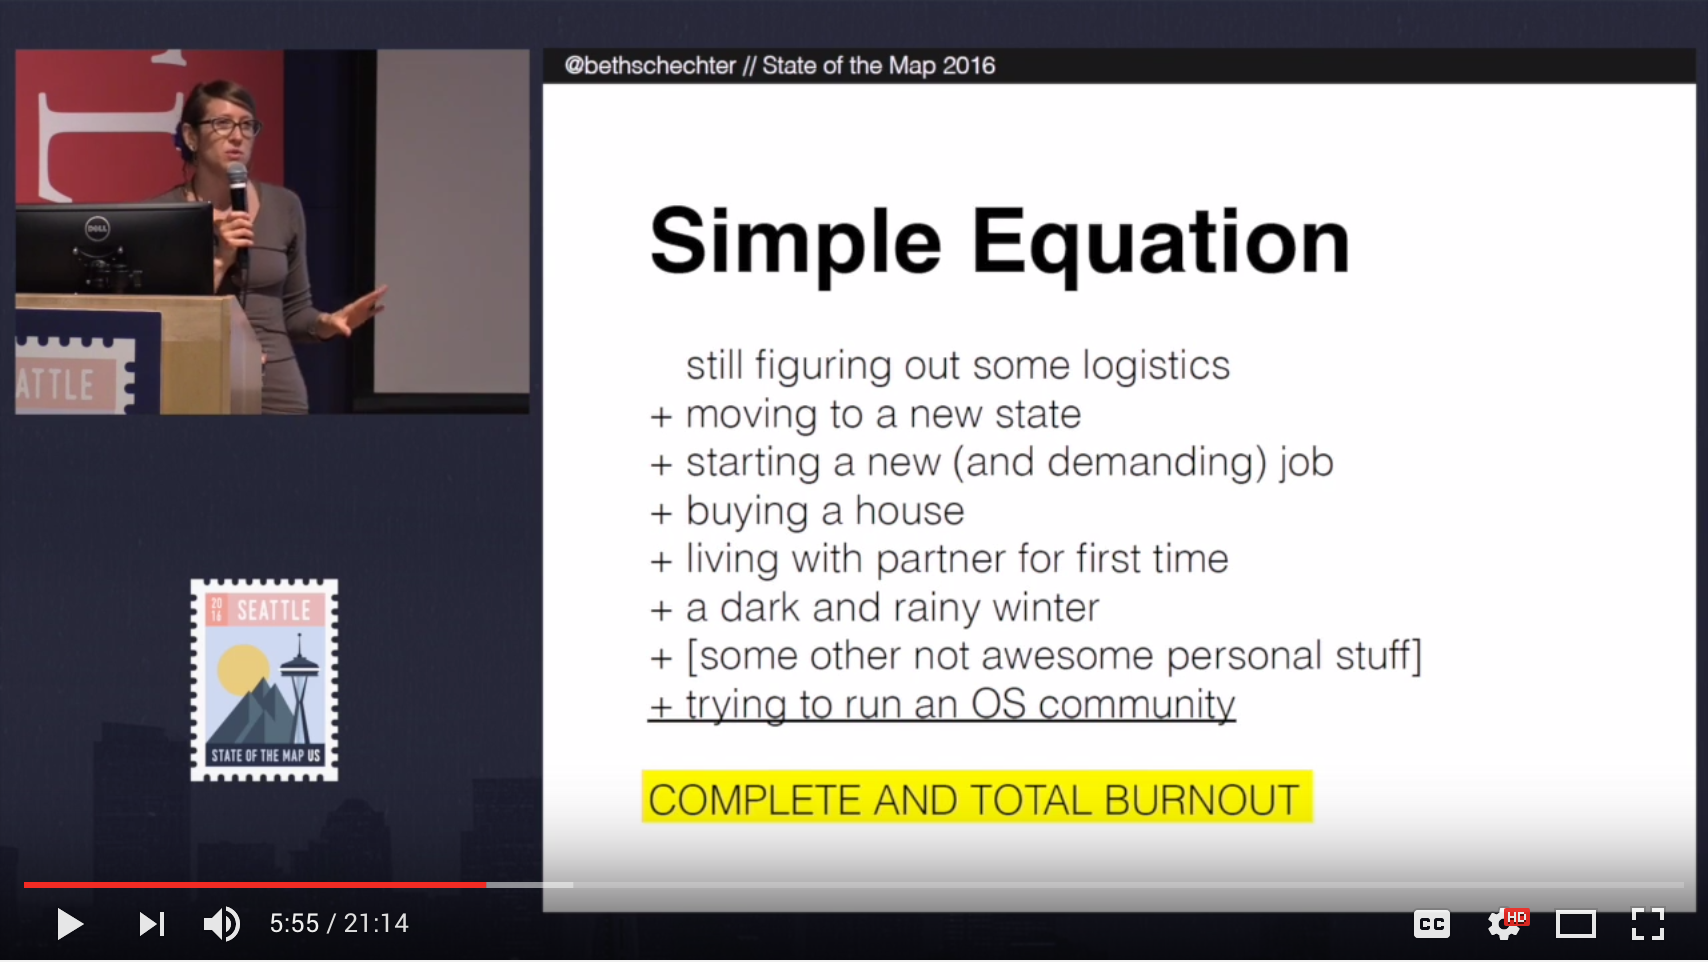 @bethschechter // State of the Map 2016
DELL
ATTLE
Simple Equation
still figuring out some logistics
+ moving to a new state
+ starting a new (and demanding) job
+ buying a house
+ living with partner for first time
+ a dark and rainy winter
+ [some other not awesome personal stuff]
+ trying to run an OS community
COMPLETE AND TOTAL BURNOUT
20
16
SEATTLE
STATE OF THE MAP US
5:55 / 21:14
CC
HD